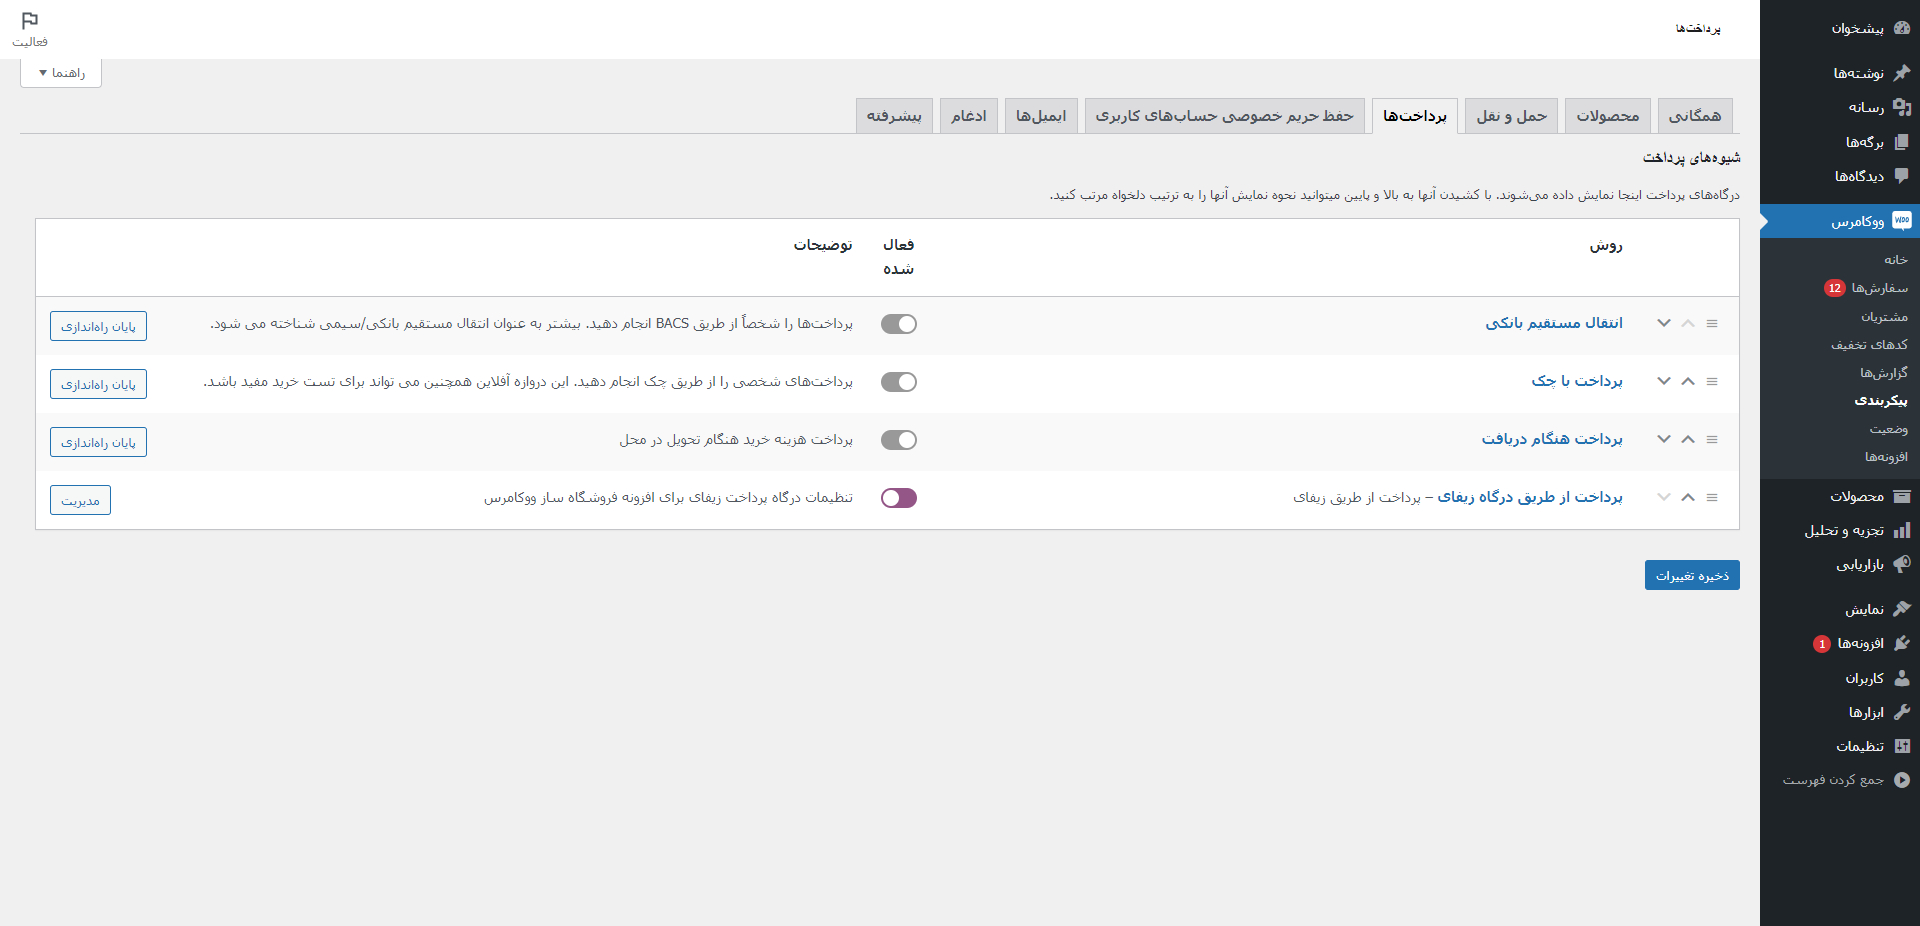 پرداخت‌ها
فعالیت
راهنما
همگانی
محصولات
حمل و نقل
پرداخت‌ها
حفظ حریم خصوصی حساب‌های کاربری
ایمیل‌ها
ادغام
پیشرفته
شیوه‌های پرداخت
درگاه‌های پرداخت اینجا نمایش داده می‌شوند. با کشیدن آنها به بالا و پایین میتوانید نحوه نمایش آنها را به ترتیب دلخواه مرتب کنید.
روش
فعال
شده
توضیحات
انتقال مستقیم بانکی
پرداخت‌ها را شخصاً از طریق BACS انجام دهید. بیشتر به عنوان انتقال مستقیم بانکی/سیمی شناخته می شود.
پایان راه‌اندازی
پرداخت با چک
پرداخت‌های شخصی را از طریق چک انجام دهید. این دروازه آفلاین همچنین می تواند برای تست خرید مفید باشد.
پایان راه‌اندازی
پرداخت هنگام دریافت
پرداخت هزینه خرید هنگام تحویل در محل
پایان راه‌اندازی
پرداخت از طریق درگاه زیفای – پرداخت از طریق زیفای
تنظیمات درگاه پرداخت زیفای برای افزونه فروشگاه ساز ووکامرس
مدیریت
ذخیره تغییرات
پیشخوان
نوشته‌ها
رسانه
برگه‌ها
دیدگاه‌ها
ووکامرس
خانه
سفارش‌ها 12
مشتریان
کدهای تخفیف
گزارش‌ها
پیکربندی
وضعیت
افزونه‌ها
محصولات
تجزیه و تحلیل
بازاریابی
نمایش
افزونه‌ها 1
کاربران
ابزارها
تنظیمات
جمع کردن فهرست